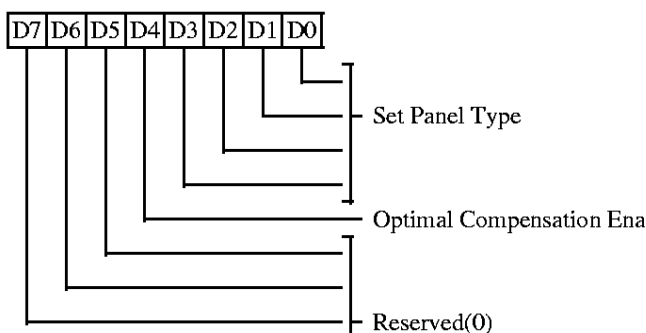 D7 D6 D5 D4 D3 D2 D1 D0
Set Panel Type
Optimal Compensation Ena
Reserved(0)